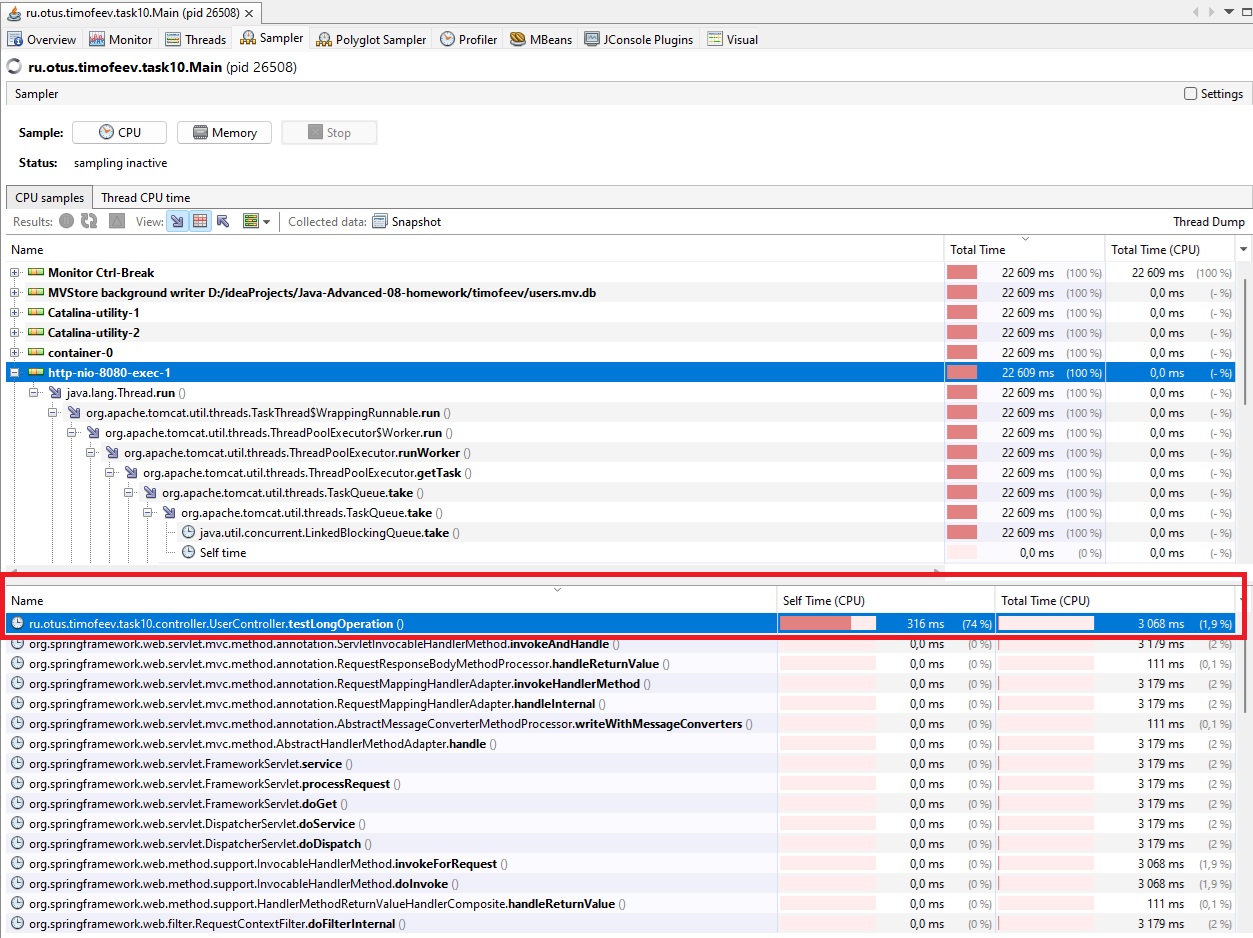 ru.otus.timofeev.task10.Main (pid 26508)
Overview Monitor Threads Sampler Polyglot Sampler Profiler MBeans JConsole Plugins Visual
ru.otus.timofeev.task10.Main (pid 26508)
Sampler Settings
Sample: CPU Memory Stop
Status: sampling inactive
CPU samples Thread CPU time
Results: View: Collected data: Snapshot Thread Dump
Name Total Time Total Time (CPU)
Monitor Ctrl-Break 22 609 ms (100 %) 22 609 ms (100 %)
MVStore background writer D:/ideaProjects/Java-Advanced-08-homework/timofeev/users.mv.db 22 609 ms (100 %) 0,0 ms (- %)
Catalina-utility-1 22 609 ms (100 %) 0,0 ms (- %)
Catalina-utility-2 22 609 ms (100 %) 0,0 ms (- %)
container-0 22 609 ms (100 %) 0,0 ms (- %)
http-nio-8080-exec-1 22 609 ms (100 %) 0,0 ms (- %)
java.lang.Thread.run () 22 609 ms (100 %) 0,0 ms (- %)
org.apache.tomcat.util.threads.TaskThread$WrappingRunnable.run () 22 609 ms (100 %) 0,0 ms (- %)
org.apache.tomcat.util.threads.ThreadPoolExecutor$Worker.run () 22 609 ms (100 %) 0,0 ms (- %)
org.apache.tomcat.util.threads.ThreadPoolExecutor.runWorker () 22 609 ms (100 %) 0,0 ms (- %)
org.apache.tomcat.util.threads.ThreadPoolExecutor.getTask () 22 609 ms (100 %) 0,0 ms (- %)
org.apache.tomcat.util.threads.TaskQueue.take () 22 609 ms (100 %) 0,0 ms (- %)
org.apache.tomcat.util.threads.TaskQueue.take () 22 609 ms (100 %) 0,0 ms (- %)
java.util.concurrent.LinkedBlockingQueue.take () 22 609 ms (100 %) 0,0 ms (- %)
Self time 0,0 ms (0 %) 0,0 ms (- %)
Name Self Time (CPU) Total Time (CPU)
ru.otus.timofeev.task10.controller.UserController.testLongOperation () 316 ms (74 %) 3 068 ms (1,9 %)
org.springframework.web.servlet.mvc.method.annotation.ServletInvocableHandlerMethod.invokeAndHandle () 0,0 ms (0 %) 3 179 ms (2 %)
org.springframework.web.servlet.mvc.method.annotation.RequestResponseBodyMethodProcessor.handleReturnValue () 0,0 ms (0 %) 111 ms (0,1 %)
org.springframework.web.servlet.mvc.method.annotation.RequestMappingHandlerAdapter.invokeHandlerMethod () 0,0 ms (0 %) 3 179 ms (2 %)
org.springframework.web.servlet.mvc.method.annotation.RequestMappingHandlerAdapter.handleInternal () 0,0 ms (0 %) 3 179 ms (2 %)
org.springframework.web.servlet.mvc.method.annotation.AbstractMessageConverterMethodProcessor.writeWithMessageConverters () 0,0 ms (0 %) 111 ms (0,1 %)
org.springframework.web.servlet.mvc.method.AbstractHandlerMethodAdapter.handle () 0,0 ms (0 %) 3 179 ms (2 %)
org.springframework.web.servlet.FrameworkServlet.service () 0,0 ms (0 %) 3 179 ms (2 %)
org.springframework.web.servlet.FrameworkServlet.processRequest () 0,0 ms (0 %) 3 179 ms (2 %)
org.springframework.web.servlet.FrameworkServlet.doGet () 0,0 ms (0 %) 3 179 ms (2 %)
org.springframework.web.servlet.DispatcherServlet.doService () 0,0 ms (0 %) 3 179 ms (2 %)
org.springframework.web.servlet.DispatcherServlet.doDispatch () 0,0 ms (0 %) 3 179 ms (2 %)
org.springframework.web.method.support.InvocableHandlerMethod.invokeForRequest () 0,0 ms (0 %) 3 068 ms (1,9 %)
org.springframework.web.method.support.InvocableHandlerMethod.doInvoke () 0,0 ms (0 %) 3 068 ms (1,9 %)
org.springframework.web.method.support.HandlerMethodReturnValueHandlerComposite.handleReturnValue () 0,0 ms (0 %) 111 ms (0,1 %)
org.springframework.web.filter.RequestContextFilter.doFilterInternal () 0,0 ms (0 %) 3 179 ms (2 %)